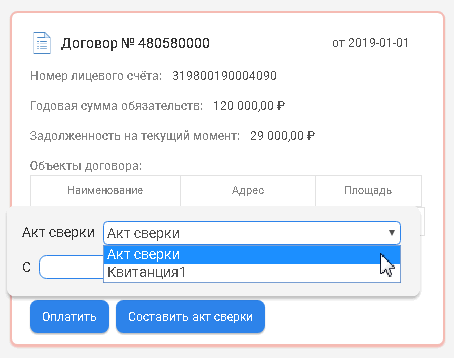 Договор № 480580000
от 2019-01-01
Номер лицевого счёта: 319800190004090
Годовая сумма обязательств: 120 000,00 ₽
Задолженность на текущий момент: 29 000,00 ₽
Объекты договора:
Наименование Адрес Площадь
Акт сверки Акт сверки
Акт сверки
С
Квитанция1
Оплатить Составить акт сверки